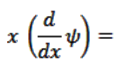 x (d/dx ψ) =